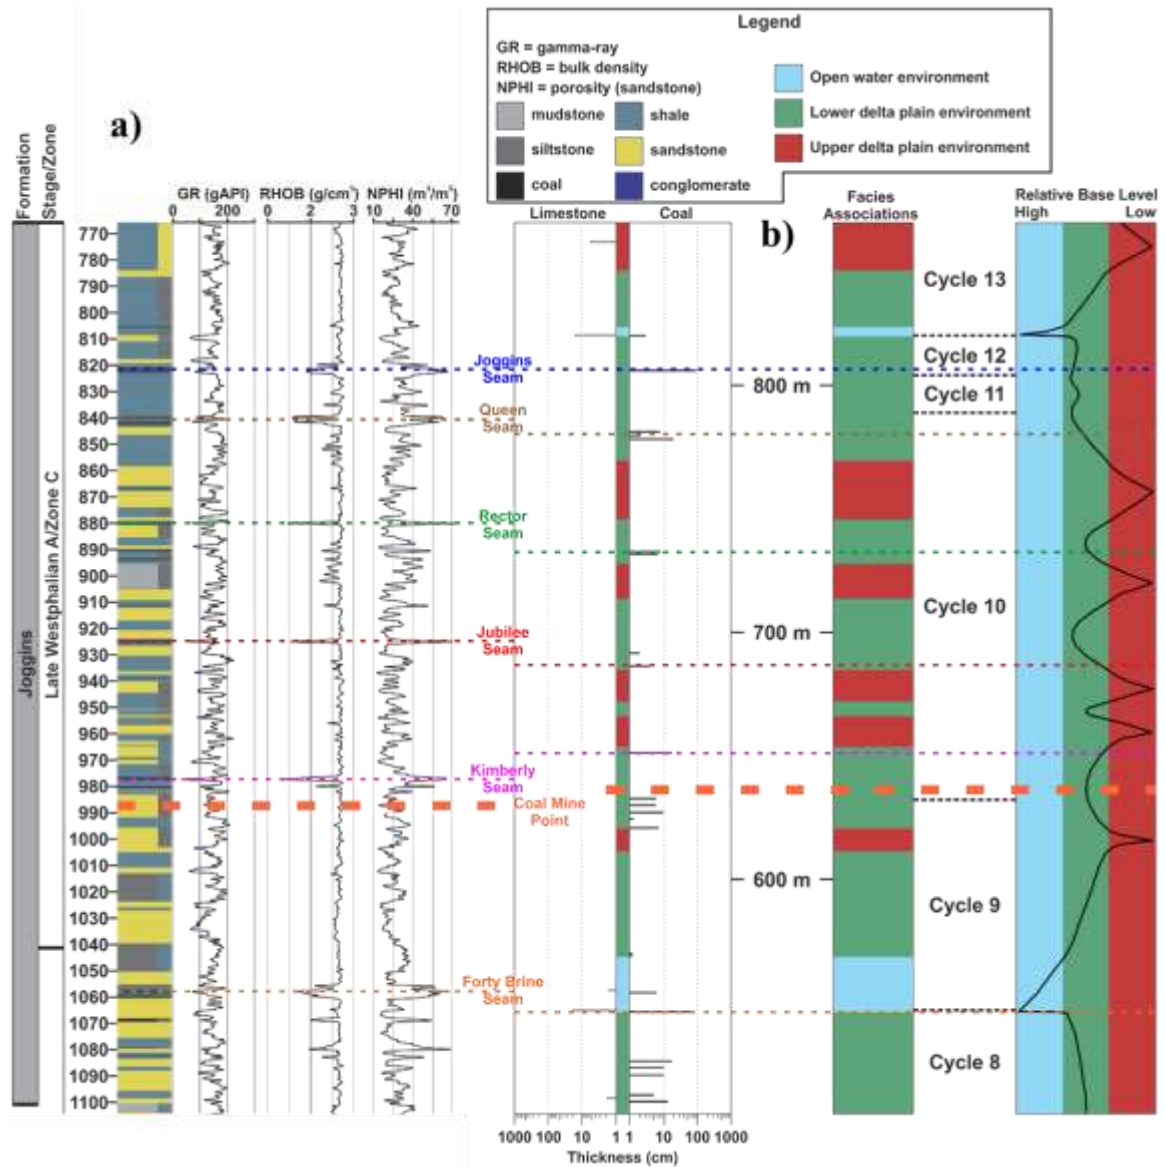 Legend
GR = gamma-ray
RHOB = bulk density
NPHI = porosity (sandstone)
mudstone
shale
siltstone
sandstone
coal
conglomerate
Open water environment
Lower delta plain environment
Upper delta plain environment
a)
Formation
Stage/Zone
GR (gAPI)
RHOB (g/cm³)
NPHI (m³/m³)
0 200
0 2 3
10 40 70
Limestone
Coal
b)
Facies
Associations
Relative Base Level
High
Low
Joggins
Late Westphalian A/Zone C
770
780
790
800
810
820
830
840
850
860
870
880
890
900
910
920
930
940
950
960
970
980
990
1000
1010
1020
1030
1040
1050
1060
1070
1080
1090
1100
Joggins
Seam
Queen
Seam
Rector
Seam
Jubilee
Seam
Kimberly
Seam
Coal Mine
Point
Forty Brine
Seam
800 m
700 m
600 m
Cycle 13
Cycle 12
Cycle 11
Cycle 10
Cycle 9
Cycle 8
1000 100 10 1 1 10 100 1000
Thickness (cm)